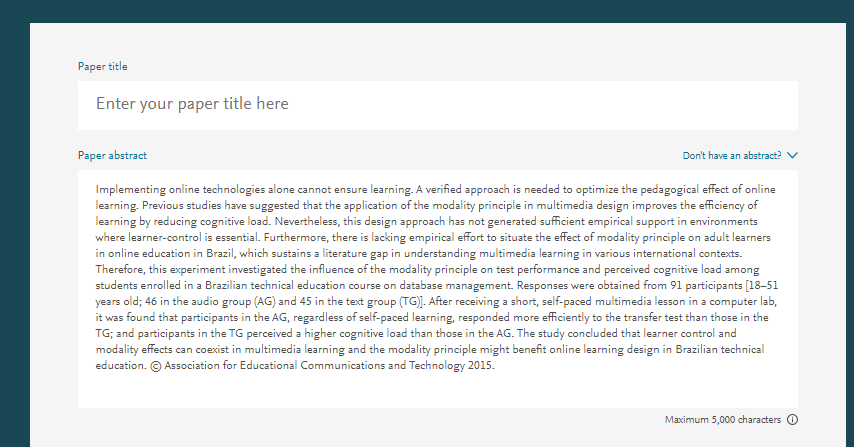 Paper title
Enter your paper title here
Paper abstract
Don't have an abstract?
Implementing online technologies alone cannot ensure learning. A verified approach is needed to optimize the pedagogical effect of online
learning. Previous studies have suggested that the application of the modality principle in multimedia design improves the efficiency of
learning by reducing cognitive load. Nevertheless, this design approach has not generated sufficient empirical support in environments
where learner-control is essential. Furthermore, there is lacking empirical effort to situate the effect of modality principle on adult learners
in online education in Brazil, which sustains a literature gap in understanding multimedia learning in various international contexts.
Therefore, this experiment investigated the influence of the modality principle on test performance and perceived cognitive load among
students enrolled in a Brazilian technical education course on database management. Responses were obtained from 91 participants [18–51
years old; 46 in the audio group (AG) and 45 in the text group (TG)]. After receiving a short, self-paced multimedia lesson in a computer lab,
it was found that participants in the AG, regardless of self-paced learning, responded more efficiently to the transfer test than those in the
TG; and participants in the TG perceived a higher cognitive load than those in the AG. The study concluded that learner control and
modality effects can coexist in multimedia learning and the modality principle might benefit online learning design in Brazilian technical
education. © Association for Educational Communications and Technology 2015.
Maximum 5,000 characters